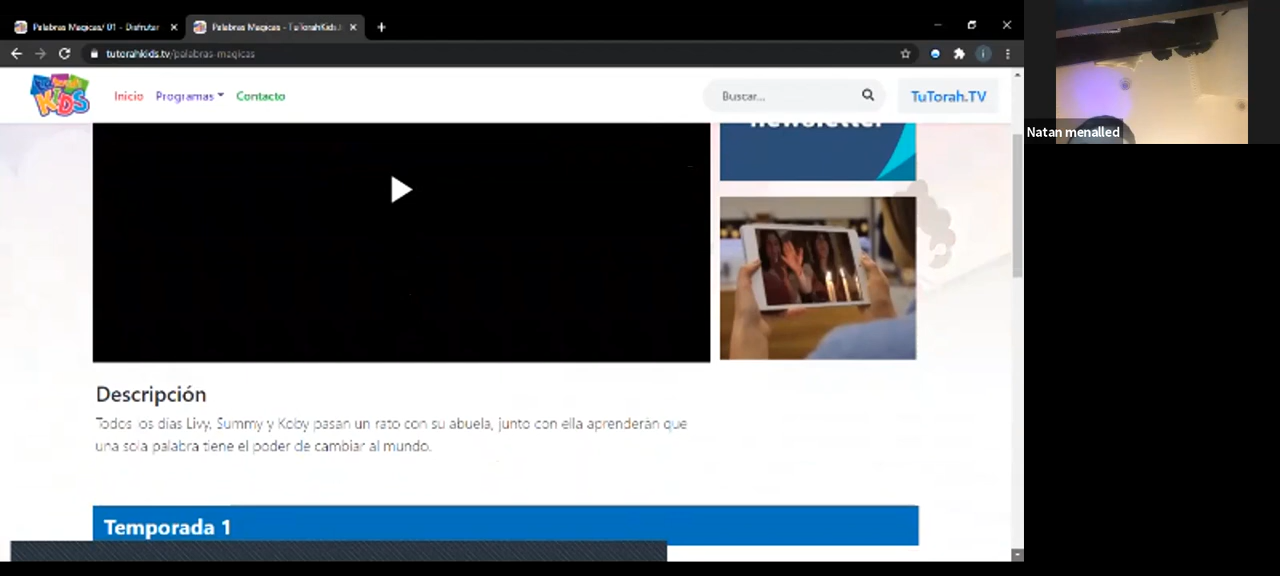 Palabras Magicas/ 01 - Disfrutar
Palabras Magicas - TuTorahKids.t
tutorahkids.tv/palabras-magicas
KiDS
Inicio
Programas
Contacto
Buscar...
TuTorah.TV
newsletter
Natan menalled
Descripción
Todos los días Livy, Summy y Koby pasan un rato con su abuela, junto con ella aprenderán que
una sola palabra tiene el poder de cambiar al mundo.
Temporada 1